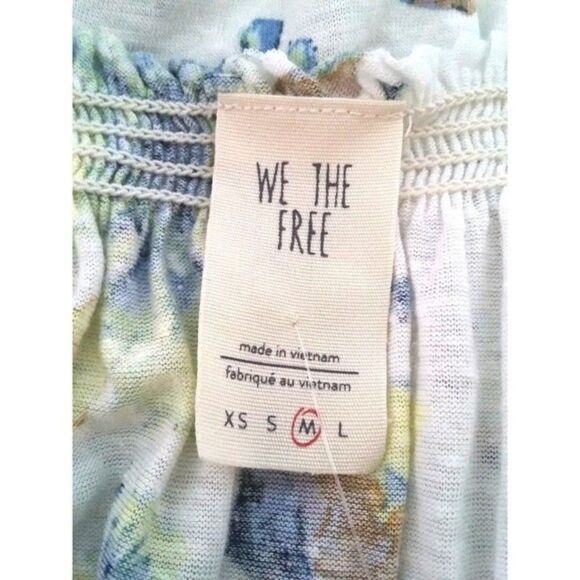 WE THE
FREE
made in vietnam
fabriqué au vietnam
XS S M L